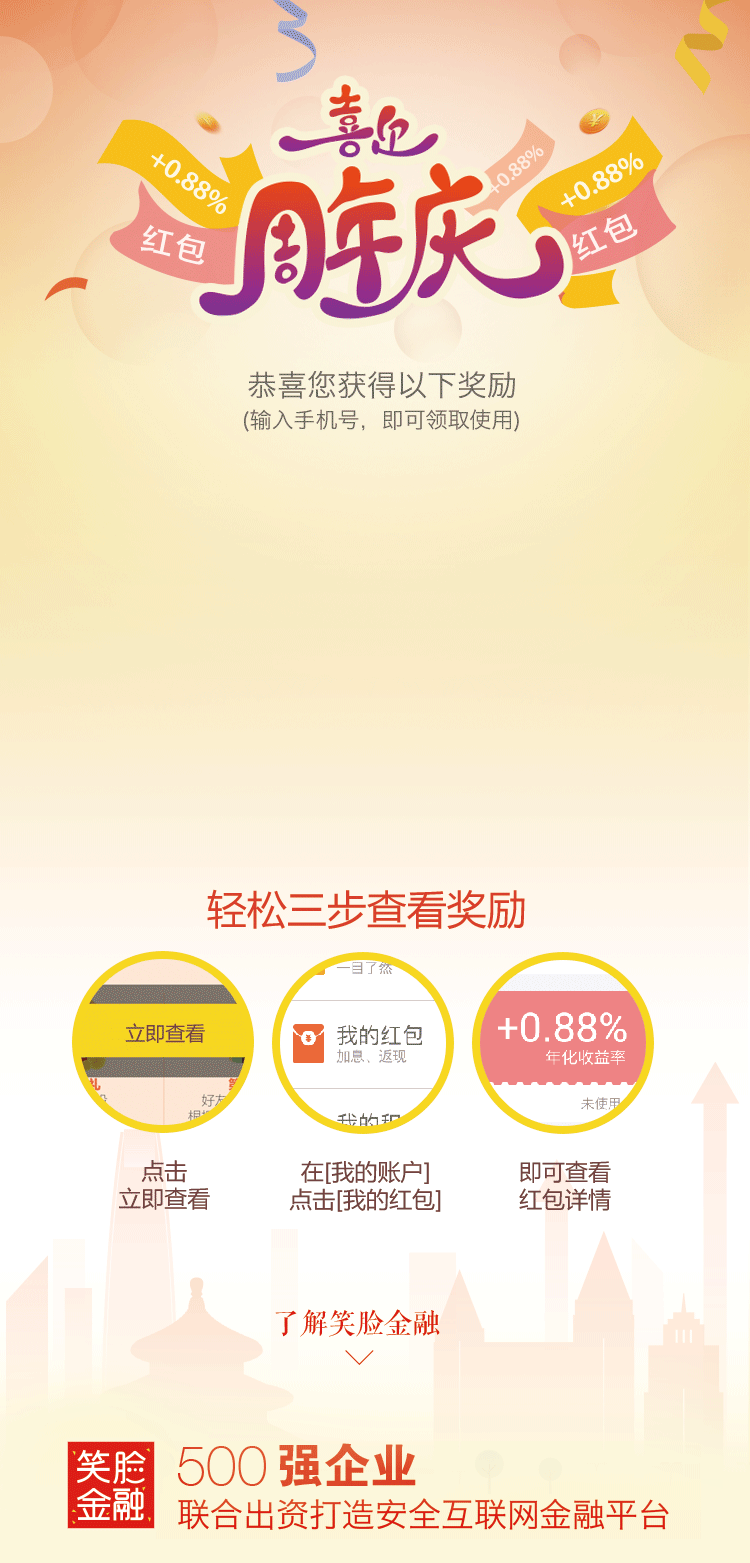 喜迎
周年庆
+0.88%
红包
+0.88%
+0.88%
红包
恭喜您获得以下奖励
(输入手机号，即可领取使用)
轻松三步查看奖励
立即查看
好友
一目了然
我的红包
加息、返现
+0.88%
年化收益率
未使用
点击
立即查看
在[我的账户]
点击[我的红包]
即可查看
红包详情
了解笑脸金融
笑脸
金融
500强企业
联合出资打造安全互联网金融平台